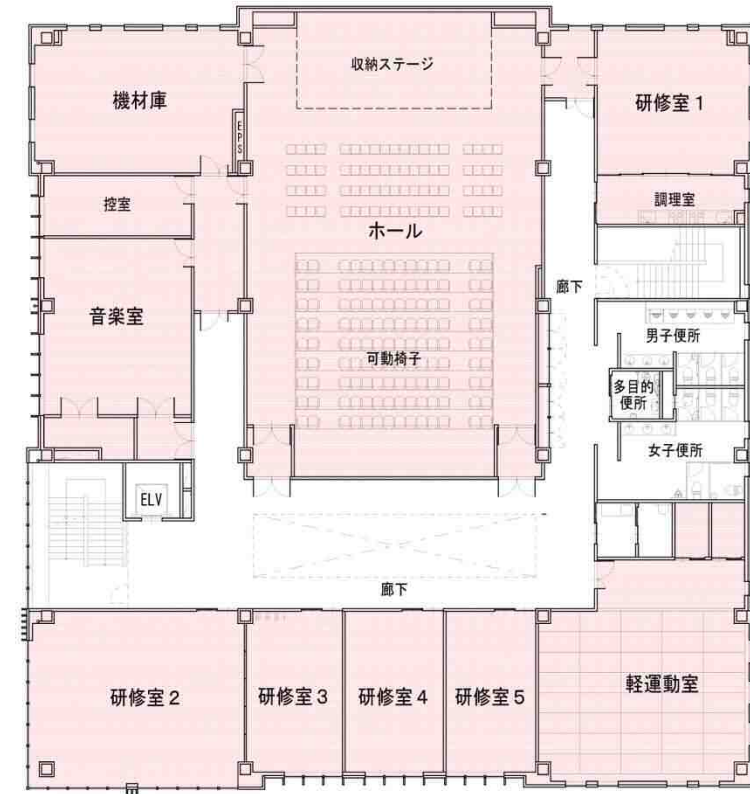 収納ステージ
機材庫
研修室1
EPS
控室
調理室
ホール
廊下
音楽室
男子便所
可動椅子
多目的
便所
女子便所
ELV
廊下
研修室2
研修室3
研修室4
研修室5
軽運動室